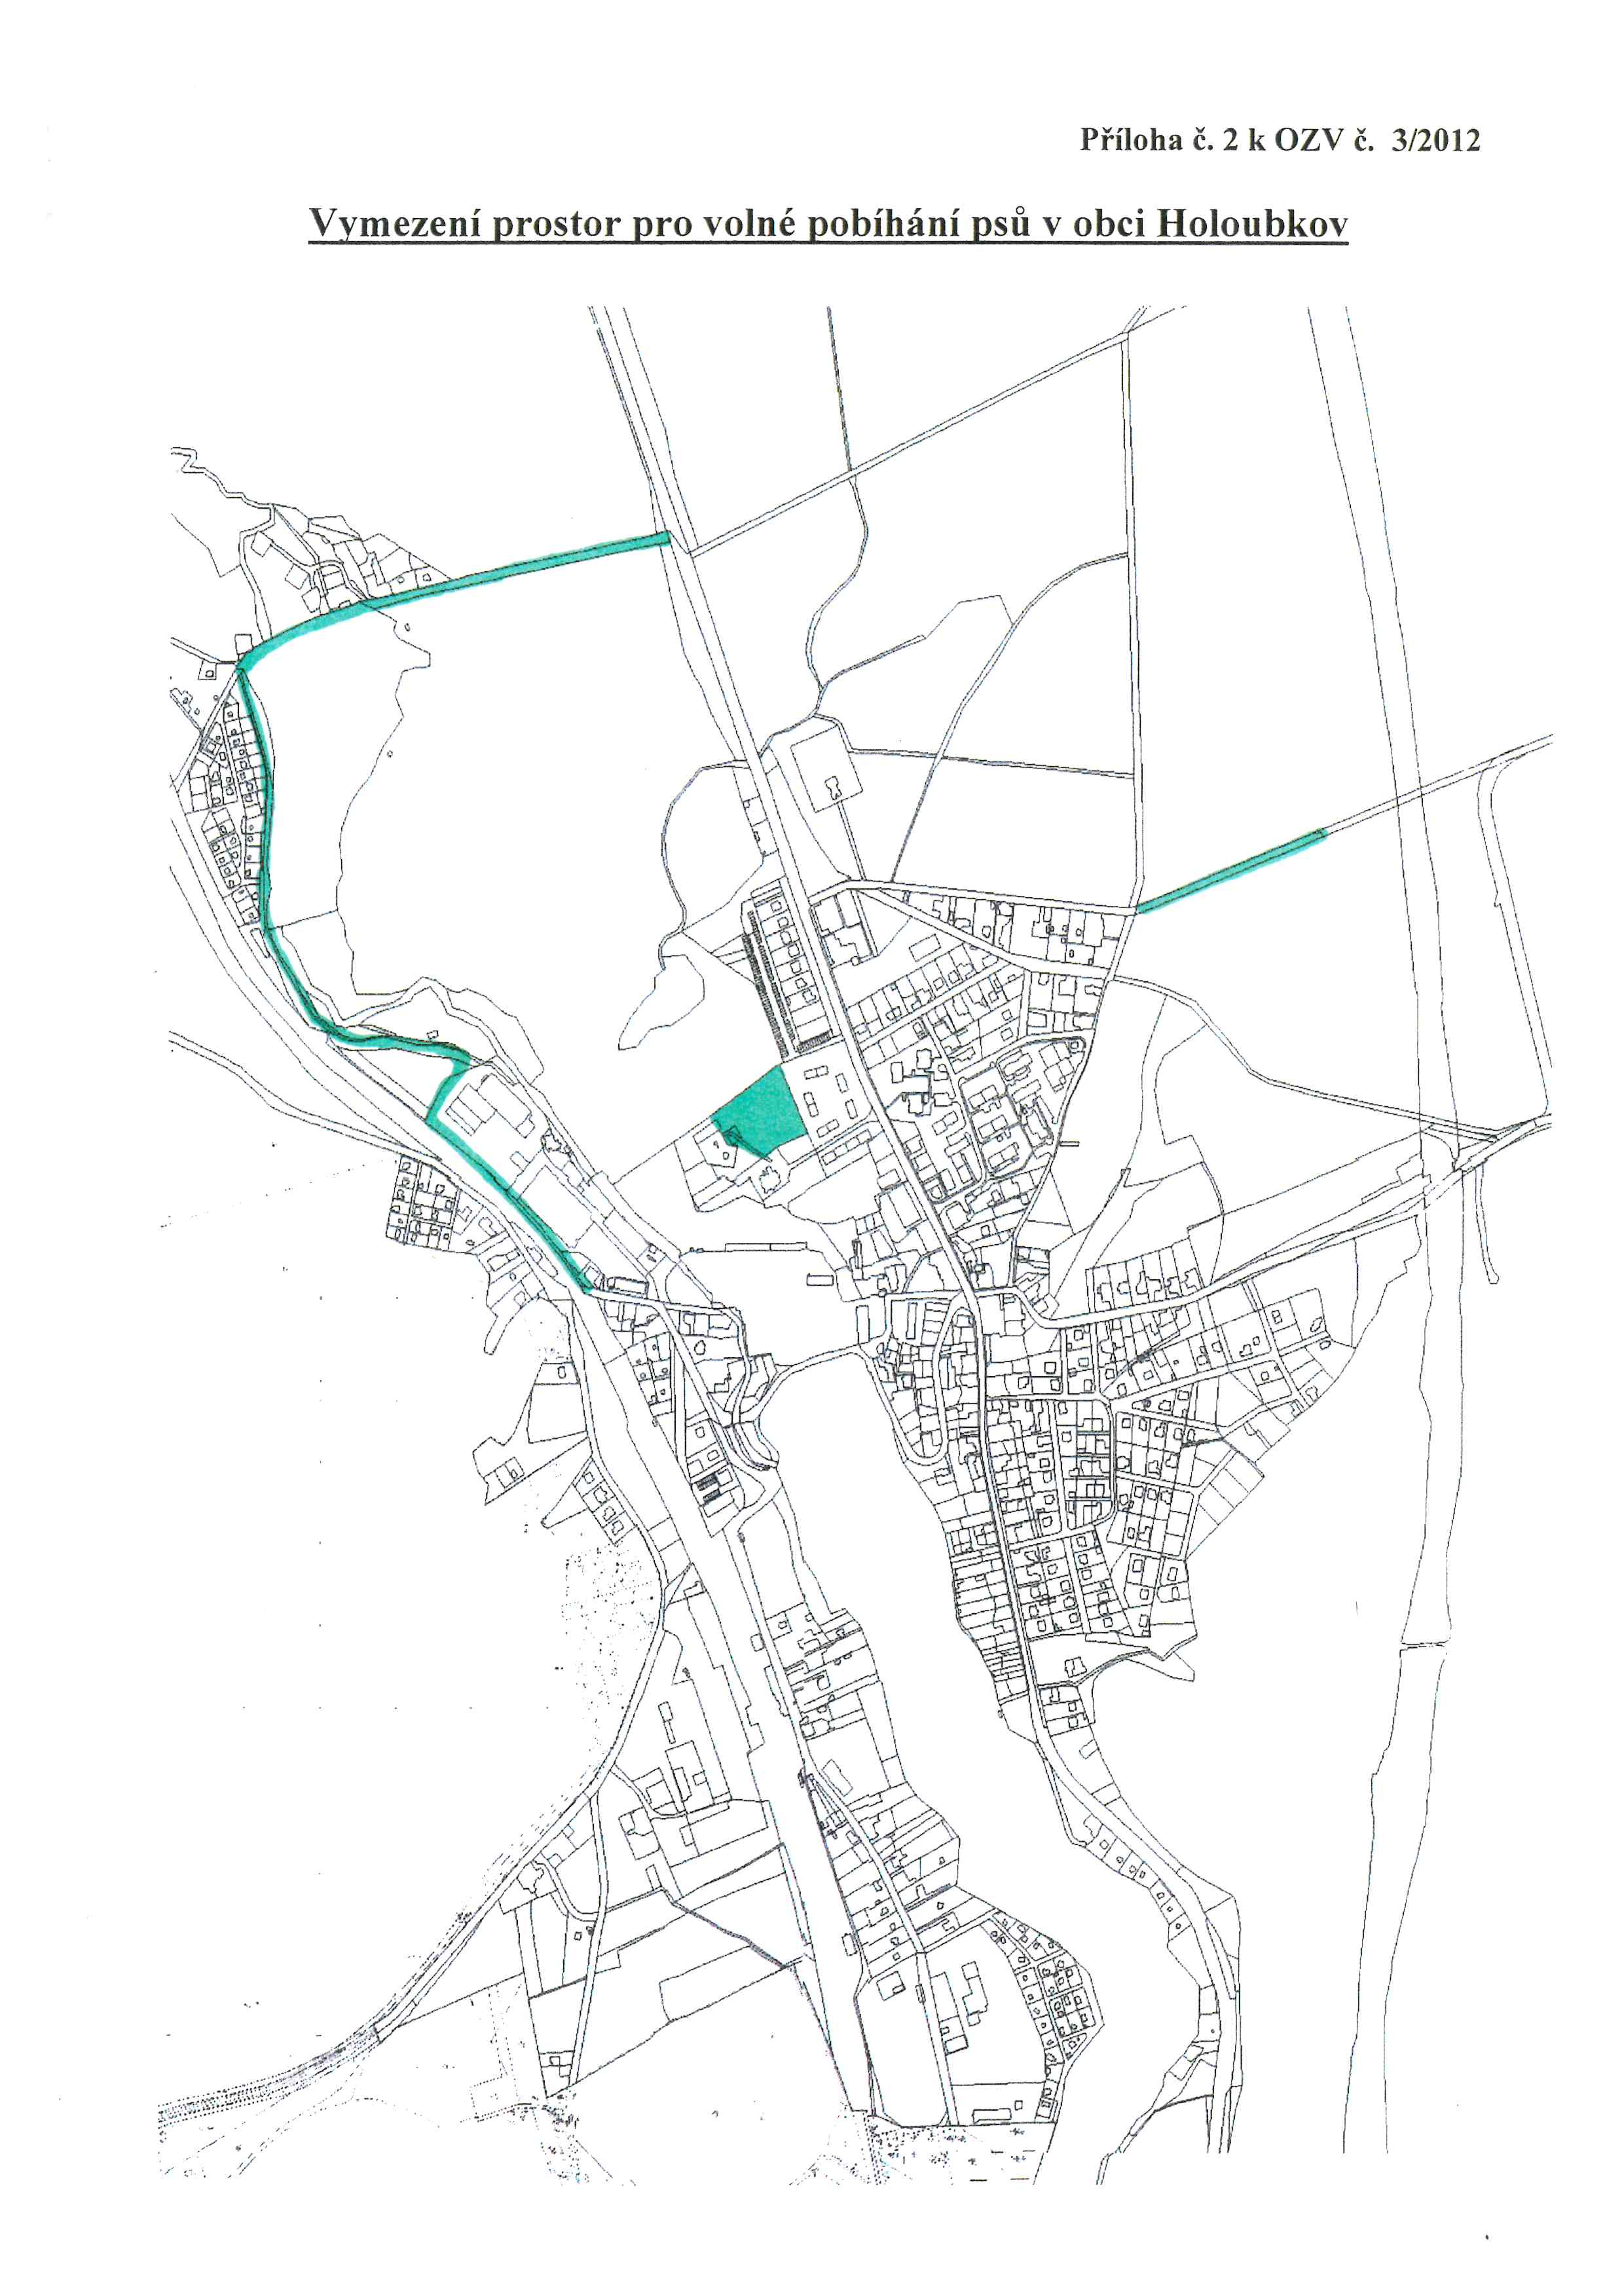 Příloha č. 2 k OZV č. 3/2012
Vymezení prostor pro volné pobíhání psů v obci Holoubkov